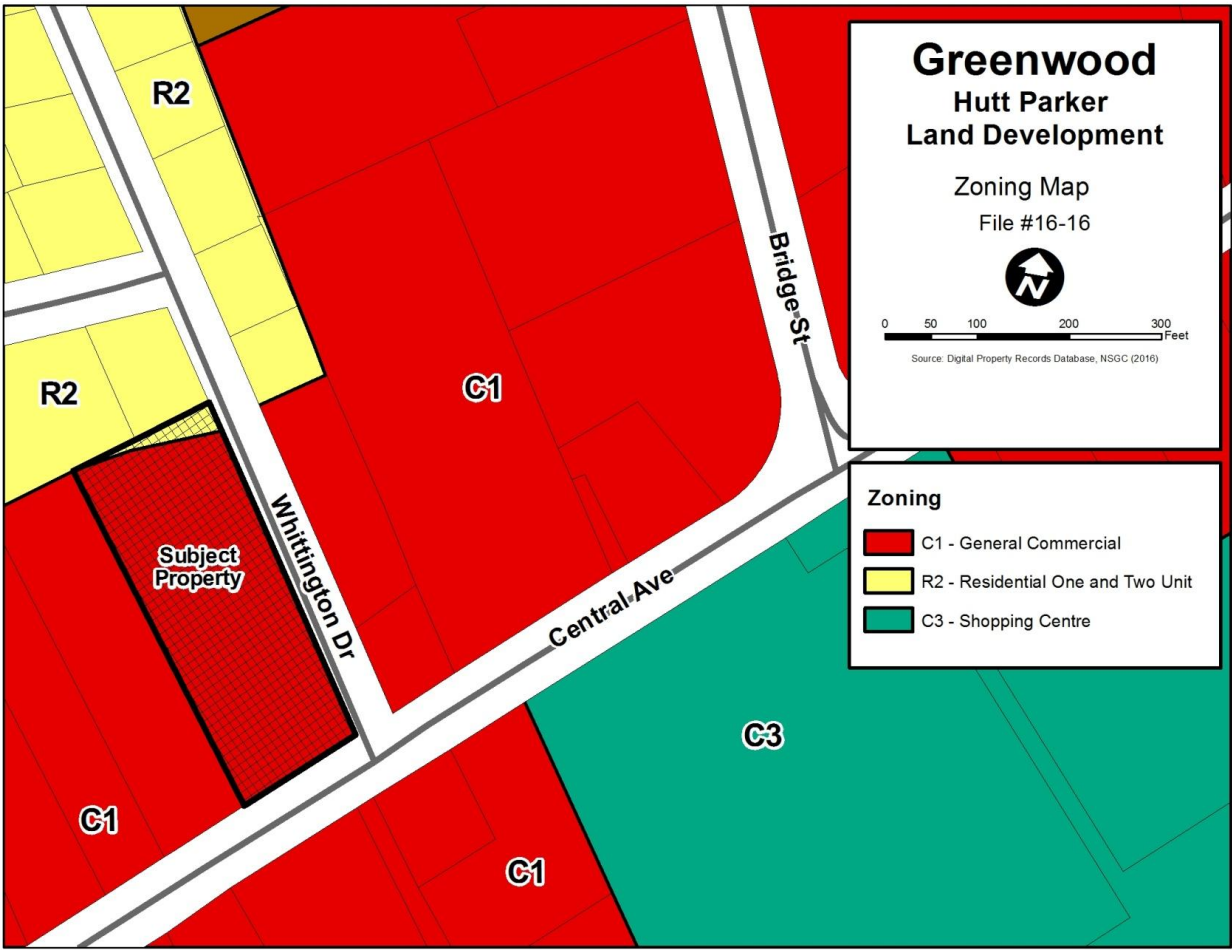 Greenwood
Hutt Parker
Land Development
Zoning Map
File #16-16
N
0 50 100 200 300
Feet
Source: Digital Property Records Database, NSGC (2016)
Zoning
C1 - General Commercial
R2 - Residential One and Two Unit
C3 - Shopping Centre
R2
Bridge St
R2
C1
Whittington Dr
Subject
Property
Central Ave
C3
C1
C1